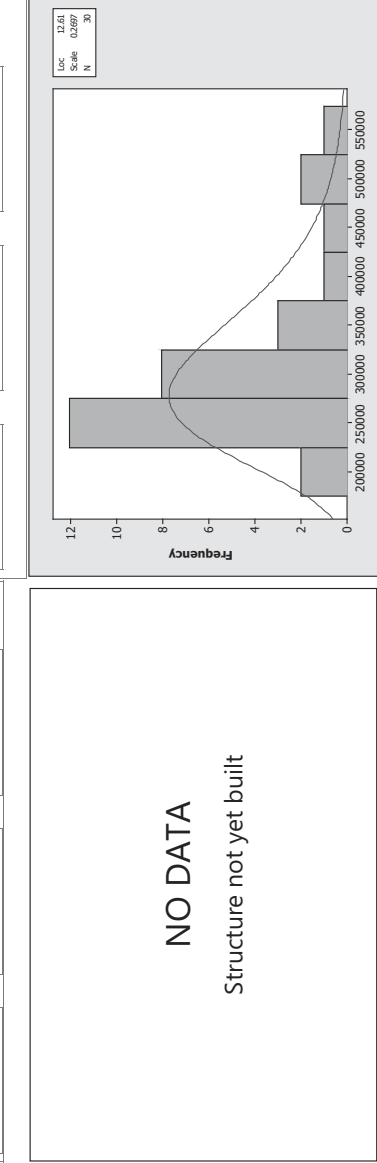 NO DATA
Structure not yet built
Loc 12.61
Scale 0.2697
N 30
Frequency
12
10
8
6
4
2
0
200000 250000 300000 350000 400000 450000 500000 550000